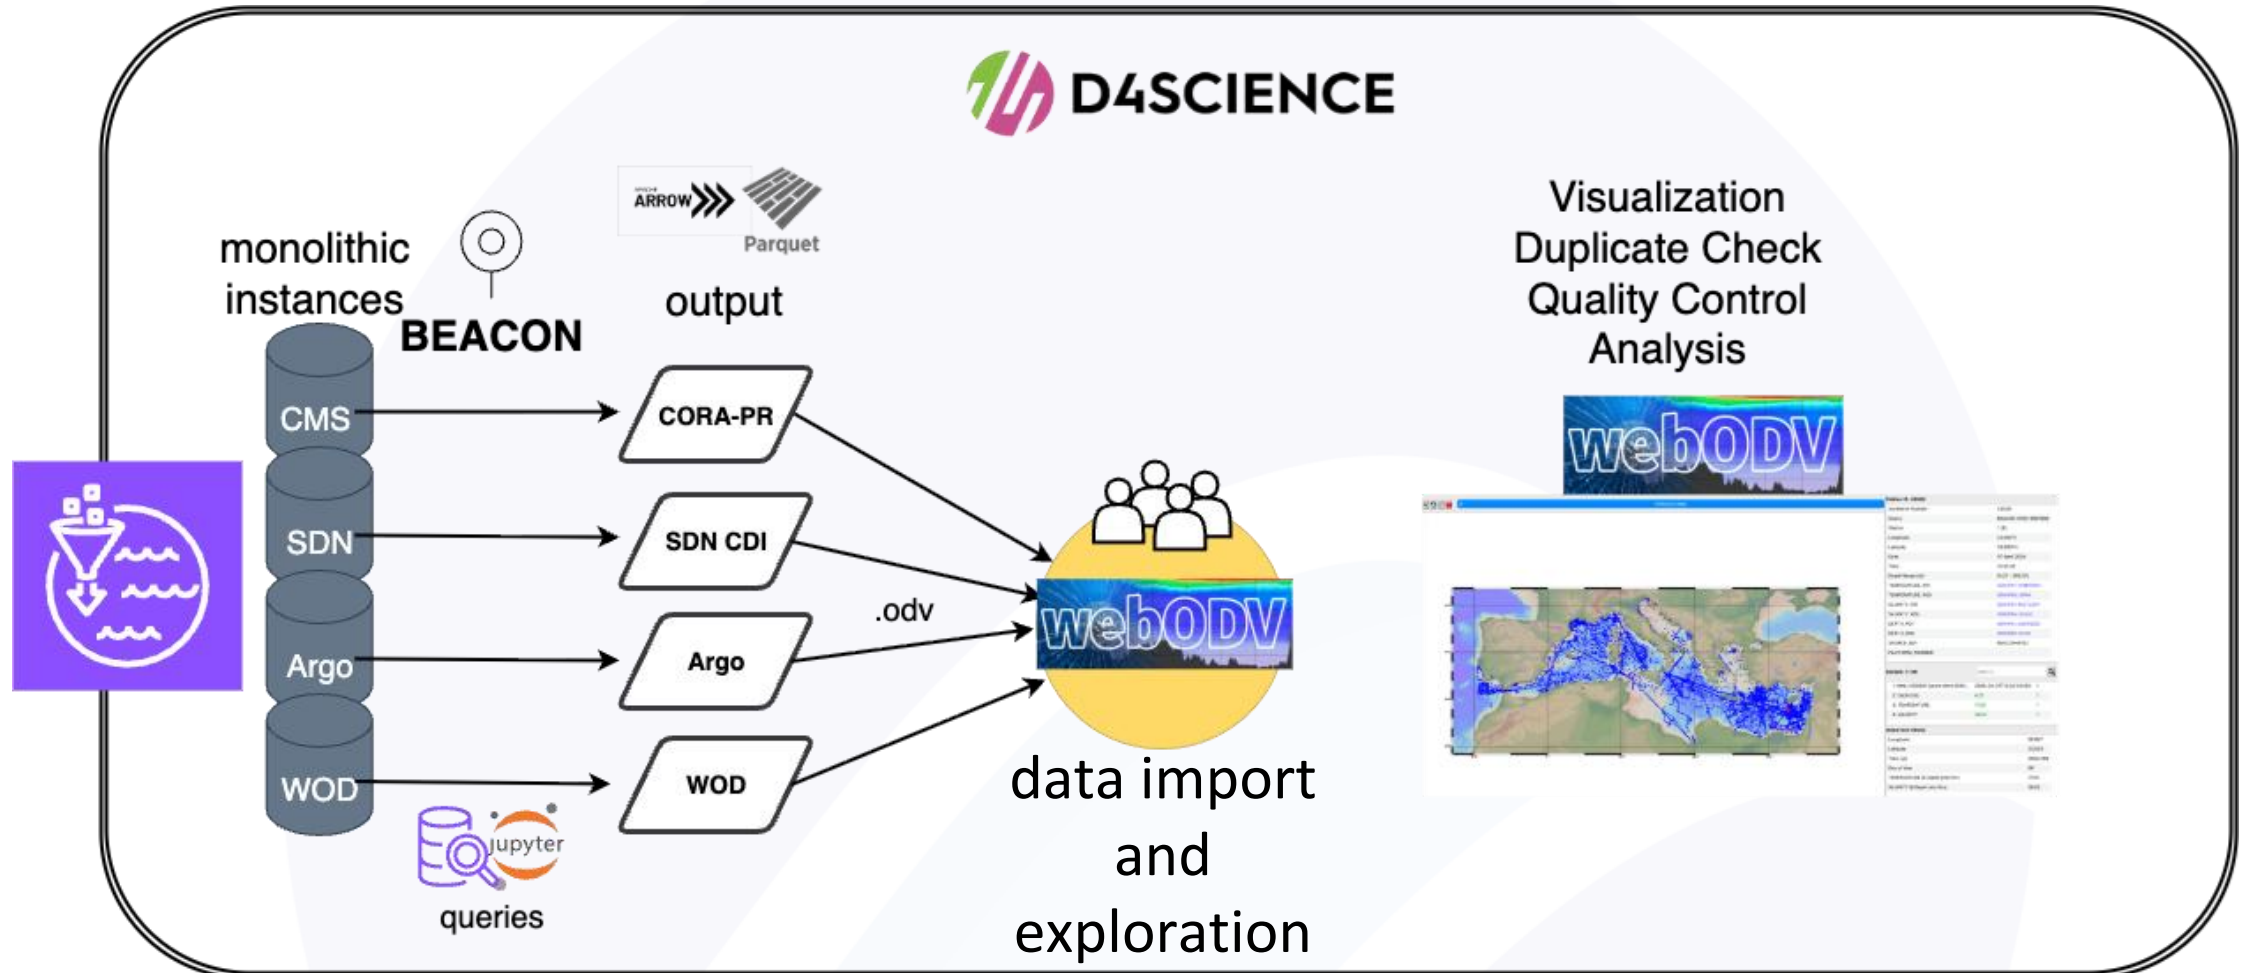 D4SCIENCE
APACHE
ARROW
Parquet
monolithic
instances
BEACON
output
CMS
SDN
Argo
WOD
CORA-PR
SDN CDI
Argo
WOD
.odv
jupyter
queries
webODV
data import
and
exploration
Visualization
Duplicate Check
Quality Control
Analysis
webODV